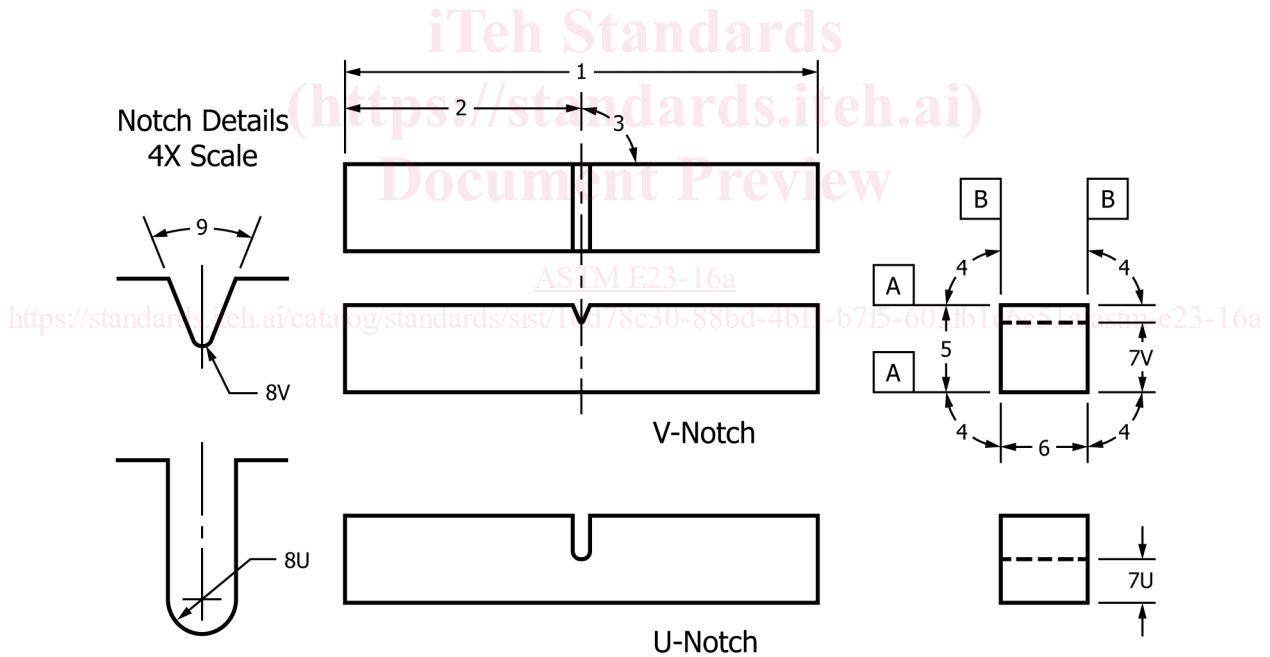 iTeh Standards
(https://standards.iteh.ai)
Document Preview
ASTM E23-16a
Notch Details
4X Scale
1
2
3
9
8V
V-Notch
B
B
4
4
A
A
5
7V
4
4
6
8U
U-Notch
7U